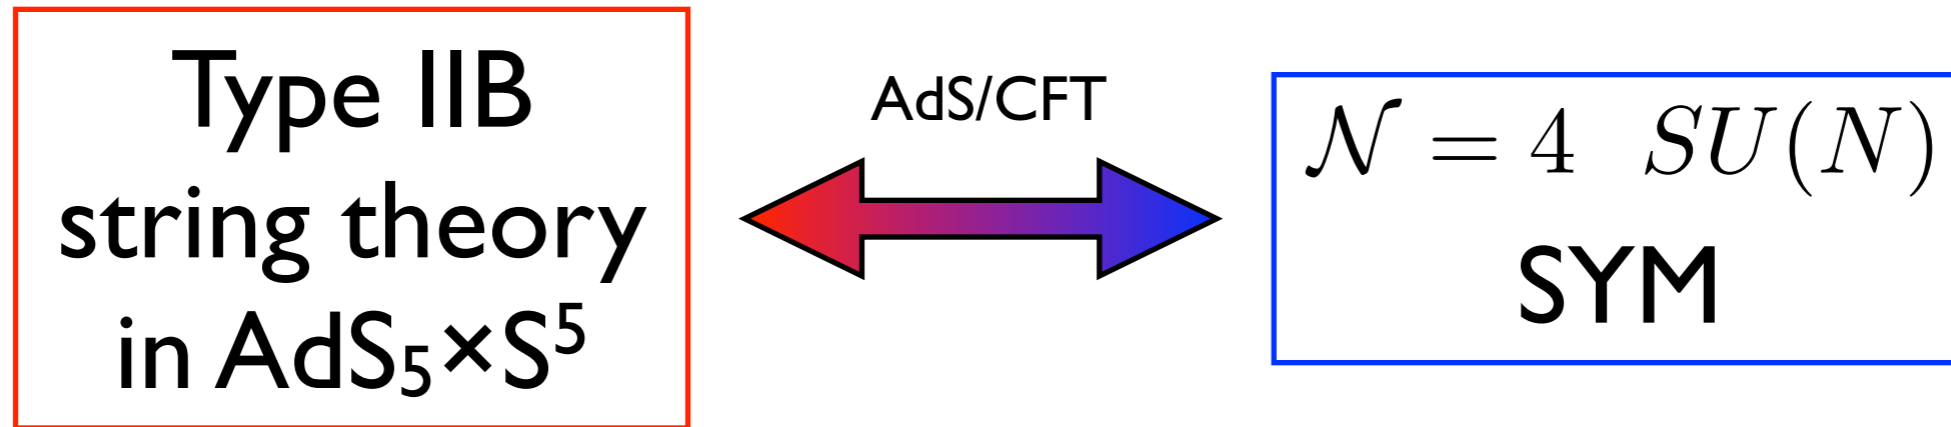 Type IIB
string theory
in AdS₅×S⁵
AdS/CFT
𝒩 = 4 SU(N)
SYM